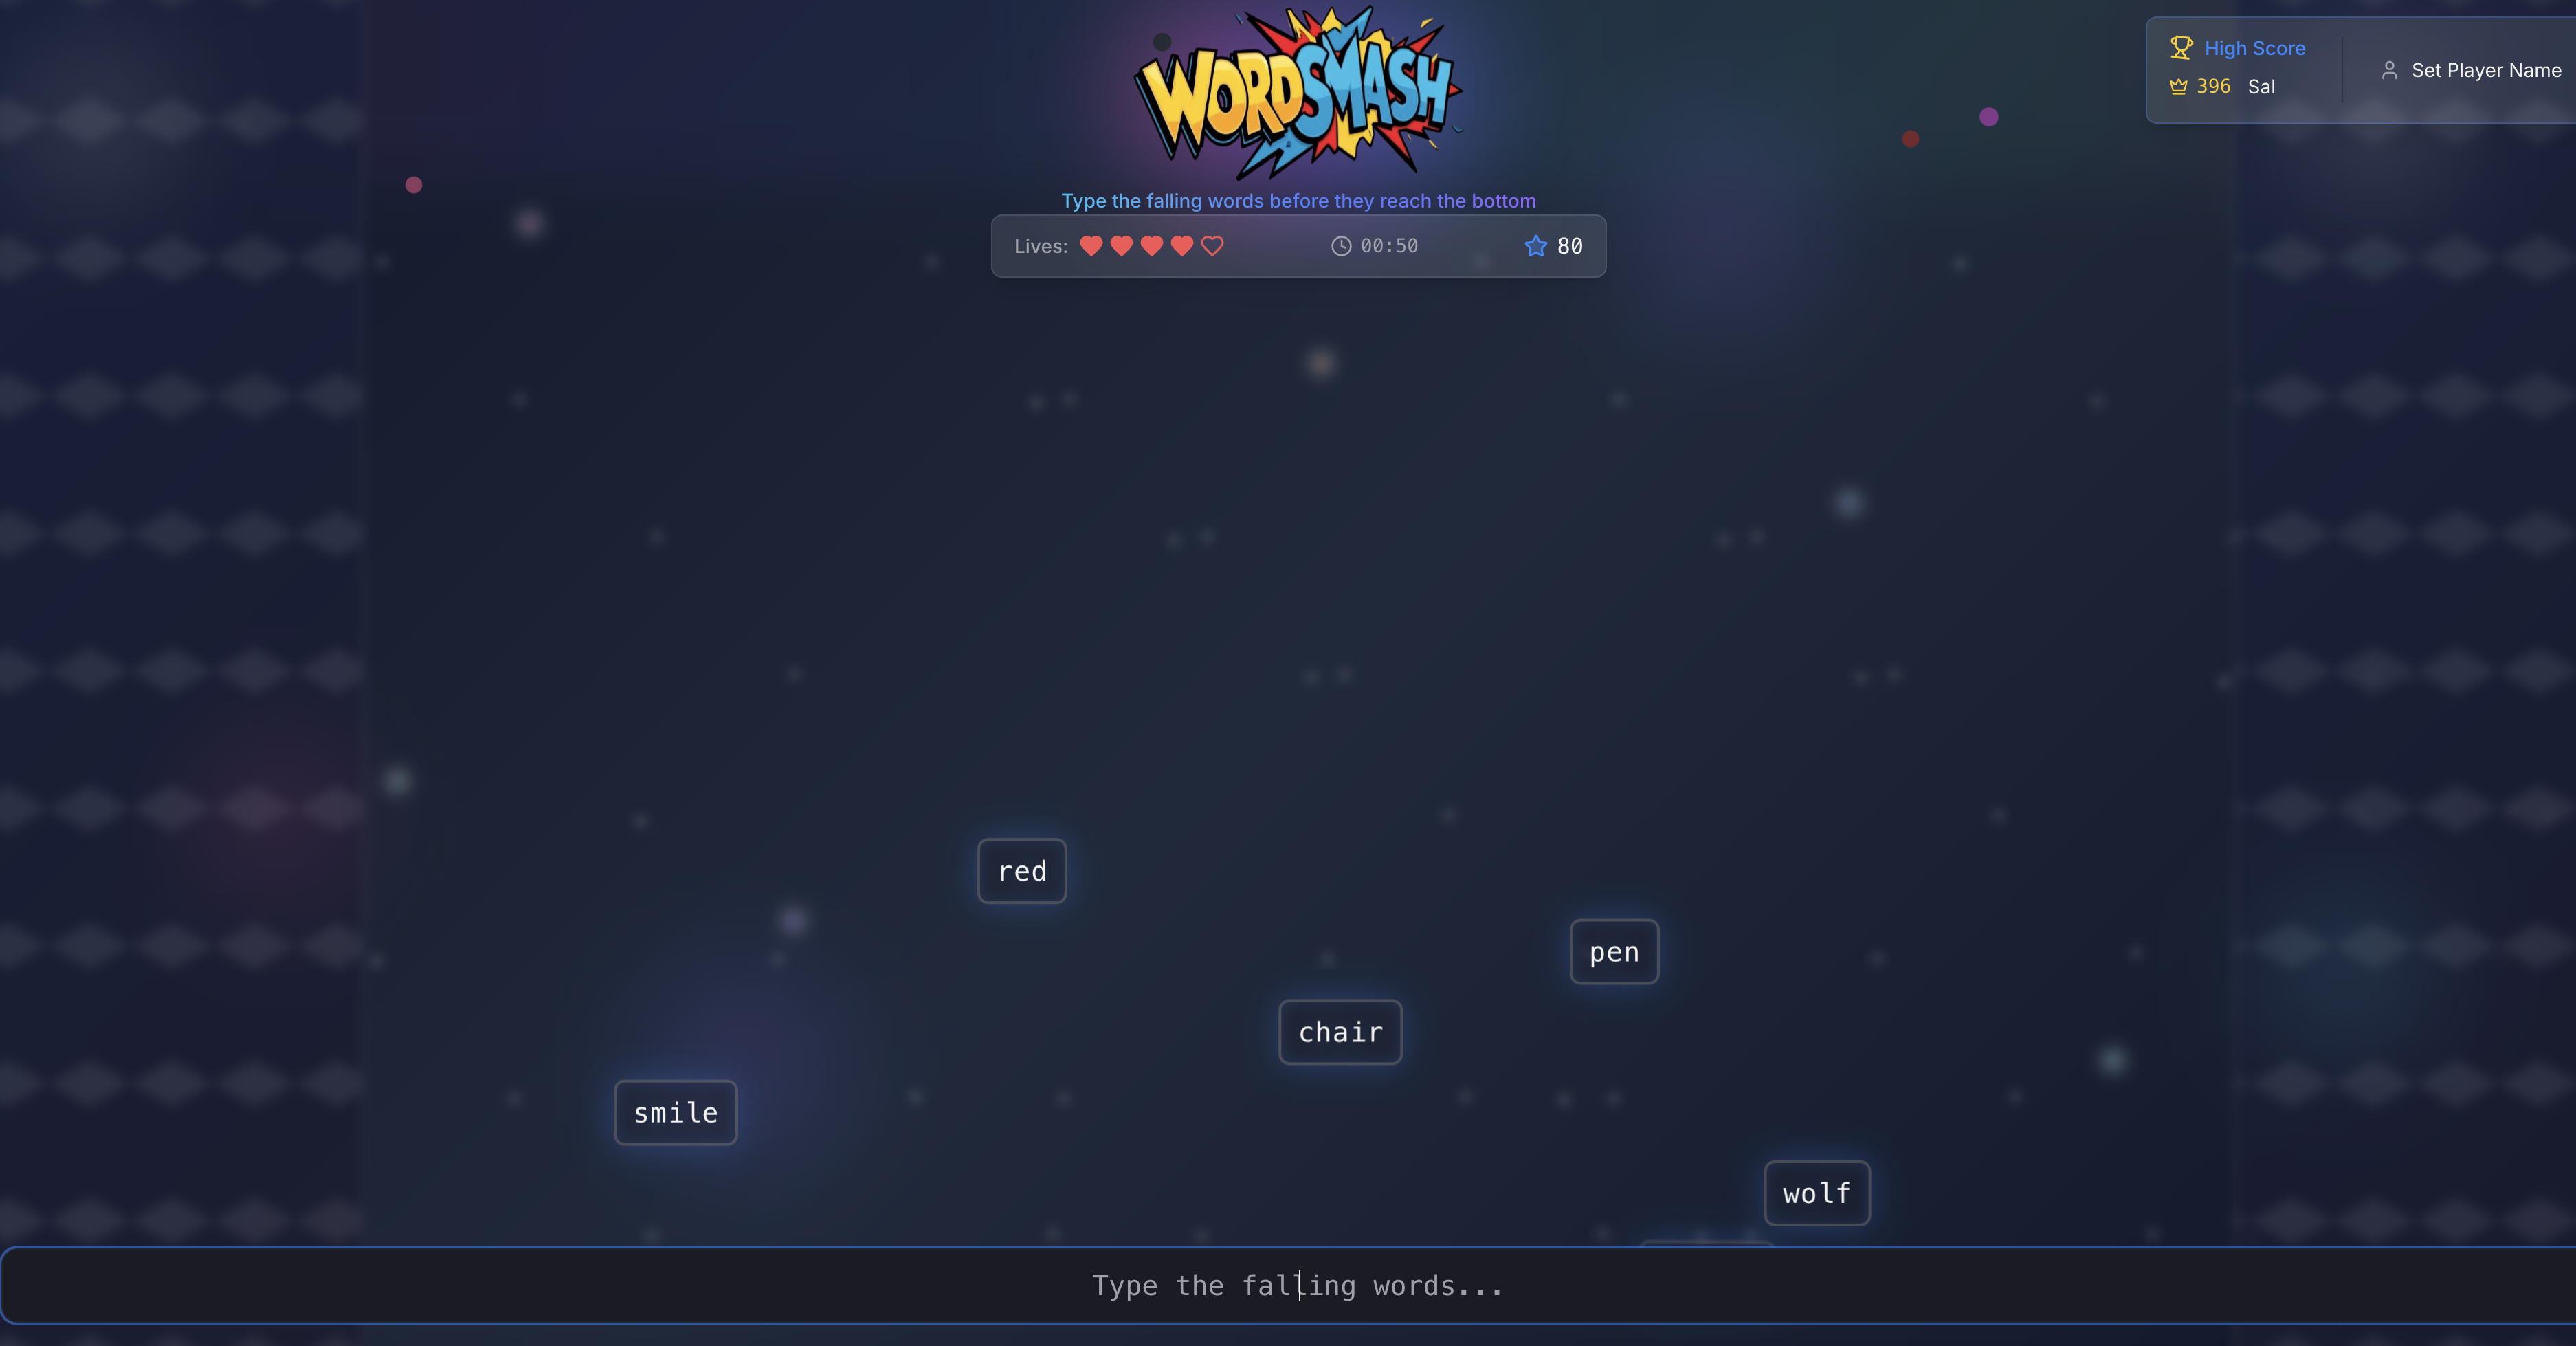 WORDSMASH
High Score
396 Sal
Set Player Name
Type the falling words before they reach the bottom
Lives: 00:50 80
red
pen
chair
smile
wolf
Type the falling words...